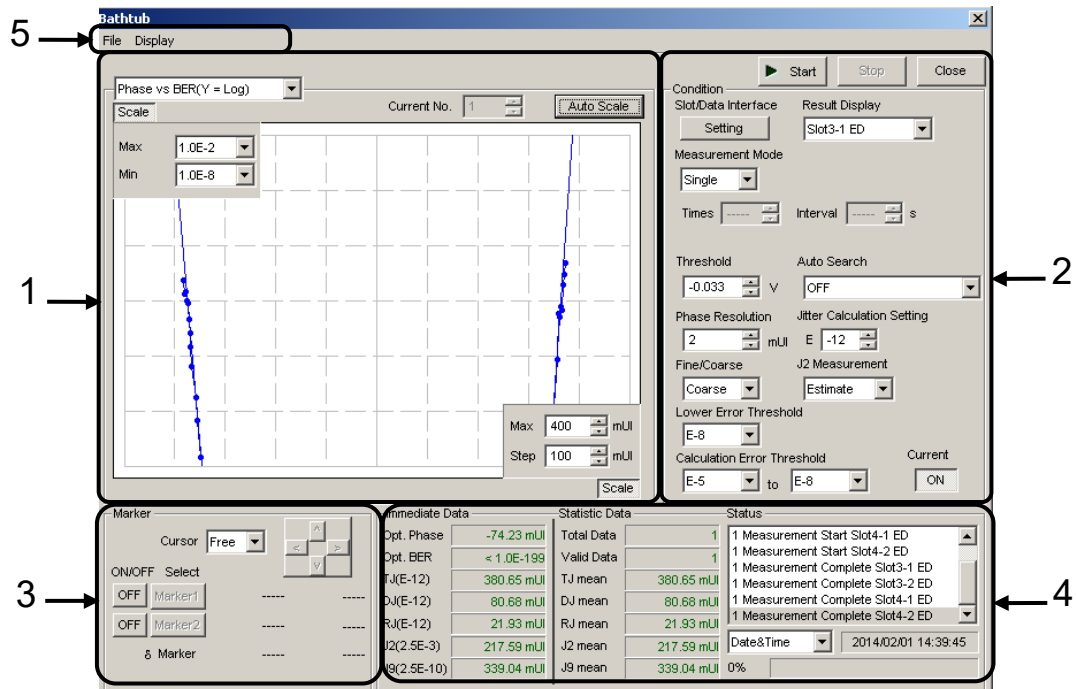 Bathtub
5
File Display
Phase vs BER(Y = Log)
Scale
Current No. 1
Auto Scale
Max 1.0E-2
Min 1.0E-8
Max 400 mUI
Step 100 mUI
Scale
1
Start Stop Close
Condition
Slot/Data Interface Result Display
Setting Slot3-1 ED
Measurement Mode
Single
Times ----- Interval ----- s
Threshold Auto Search
-0.033 V OFF
Phase Resolution Jitter Calculation Setting
2 mUI E -12
Fine/Coarse J2 Measurement
Coarse Estimate
Lower Error Threshold
E-8
Calculation Error Threshold Current
E-5 to E-8 ON
2
Marker
Cursor Free
^
< >
v
ON/OFF Select
OFF Marker1 ----- -----
OFF Marker2 ----- -----
δ Marker ----- -----
3
Immediate Data
Opt. Phase -74.23 mUI
Opt. BER < 1.0E-199
TJ(E-12) 380.65 mUI
DJ(E-12) 80.68 mUI
RJ(E-12) 21.93 mUI
J2(2.5E-3) 217.59 mUI
J9(2.5E-10) 339.04 mUI
Statistic Data
Total Data 1
Valid Data 1
TJ mean 380.65 mUI
DJ mean 80.68 mUI
RJ mean 21.93 mUI
J2 mean 217.59 mUI
J9 mean 339.04 mUI
Status
1 Measurement Start Slot4-1 ED
1 Measurement Start Slot4-2 ED
1 Measurement Complete Slot3-1 ED
1 Measurement Complete Slot3-2 ED
1 Measurement Complete Slot4-1 ED
1 Measurement Complete Slot4-2 ED
Date&Time 2014/02/01 14:39:45
0%
4